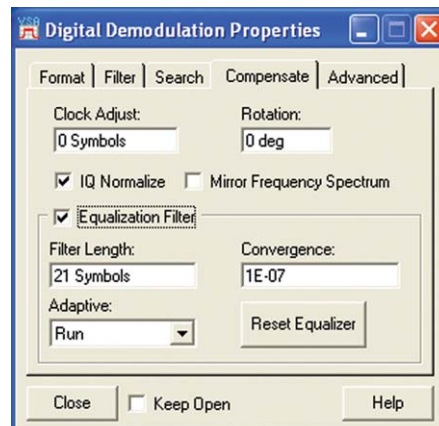 VSA Digital Demodulation Properties
Format Filter Search Compensate Advanced
Clock Adjust: Rotation:
0 Symbols 0 deg
IQ Normalize Mirror Frequency Spectrum
Equalization Filter
Filter Length: Convergence:
21 Symbols 1E-07
Adaptive:
Run Reset Equalizer
Close Keep Open Help